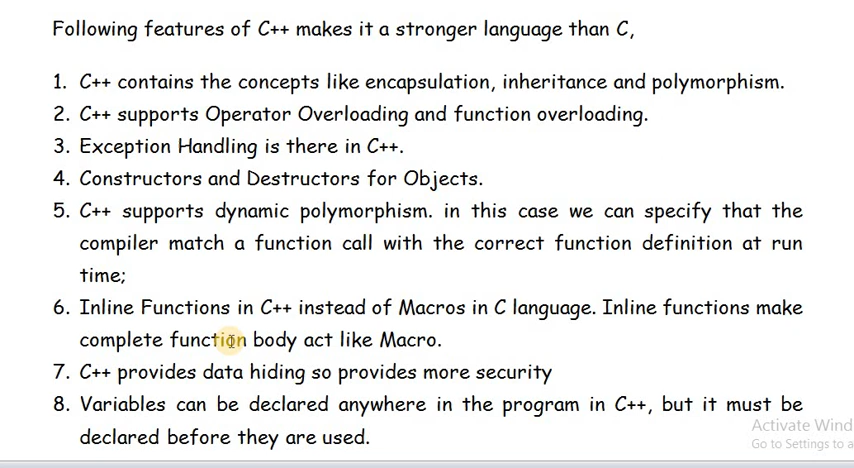 Following features of C++ makes it a stronger language than C,
1. C++ contains the concepts like encapsulation, inheritance and polymorphism.
2. C++ supports Operator Overloading and function overloading.
3. Exception Handling is there in C++.
4. Constructors and Destructors for Objects.
5. C++ supports dynamic polymorphism. in this case we can specify that the
compiler match a function call with the correct function definition at run
time;
6. Inline Functions in C++ instead of Macros in C language. Inline functions make
complete function body act like Macro.
7. C++ provides data hiding so provides more security
8. Variables can be declared anywhere in the program in C++, but it must be
declared before they are used.
Activate Wind
Go to Settings to a